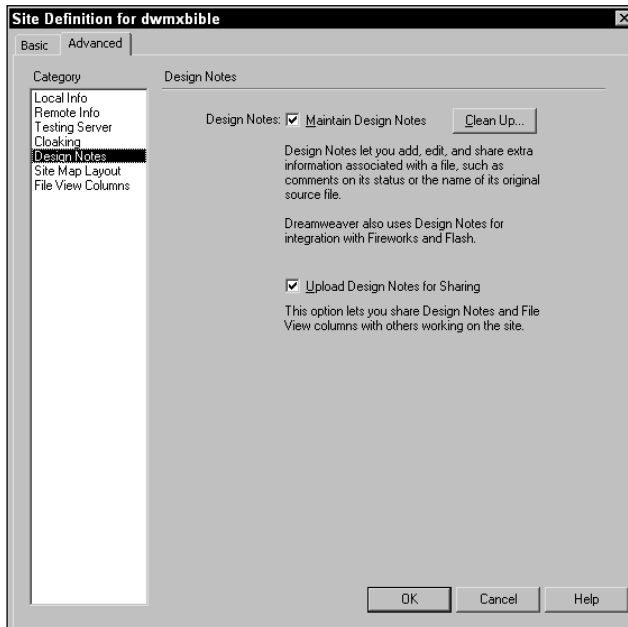 Site Definition for dwmxbible
Basic
Advanced
Category
Design Notes
Local Info
Remote Info
Testing Server
Cloaking
Design Notes
Site Map Layout
File View Columns
Design Notes: Maintain Design Notes
Clean Up...
Design Notes let you add, edit, and share extra
information associated with a file, such as
comments on its status or the name of its original
source file.
Dreamweaver also uses Design Notes for
integration with Fireworks and Flash.
Upload Design Notes for Sharing
This option lets you share Design Notes and File
View columns with others working on the site.
OK
Cancel
Help